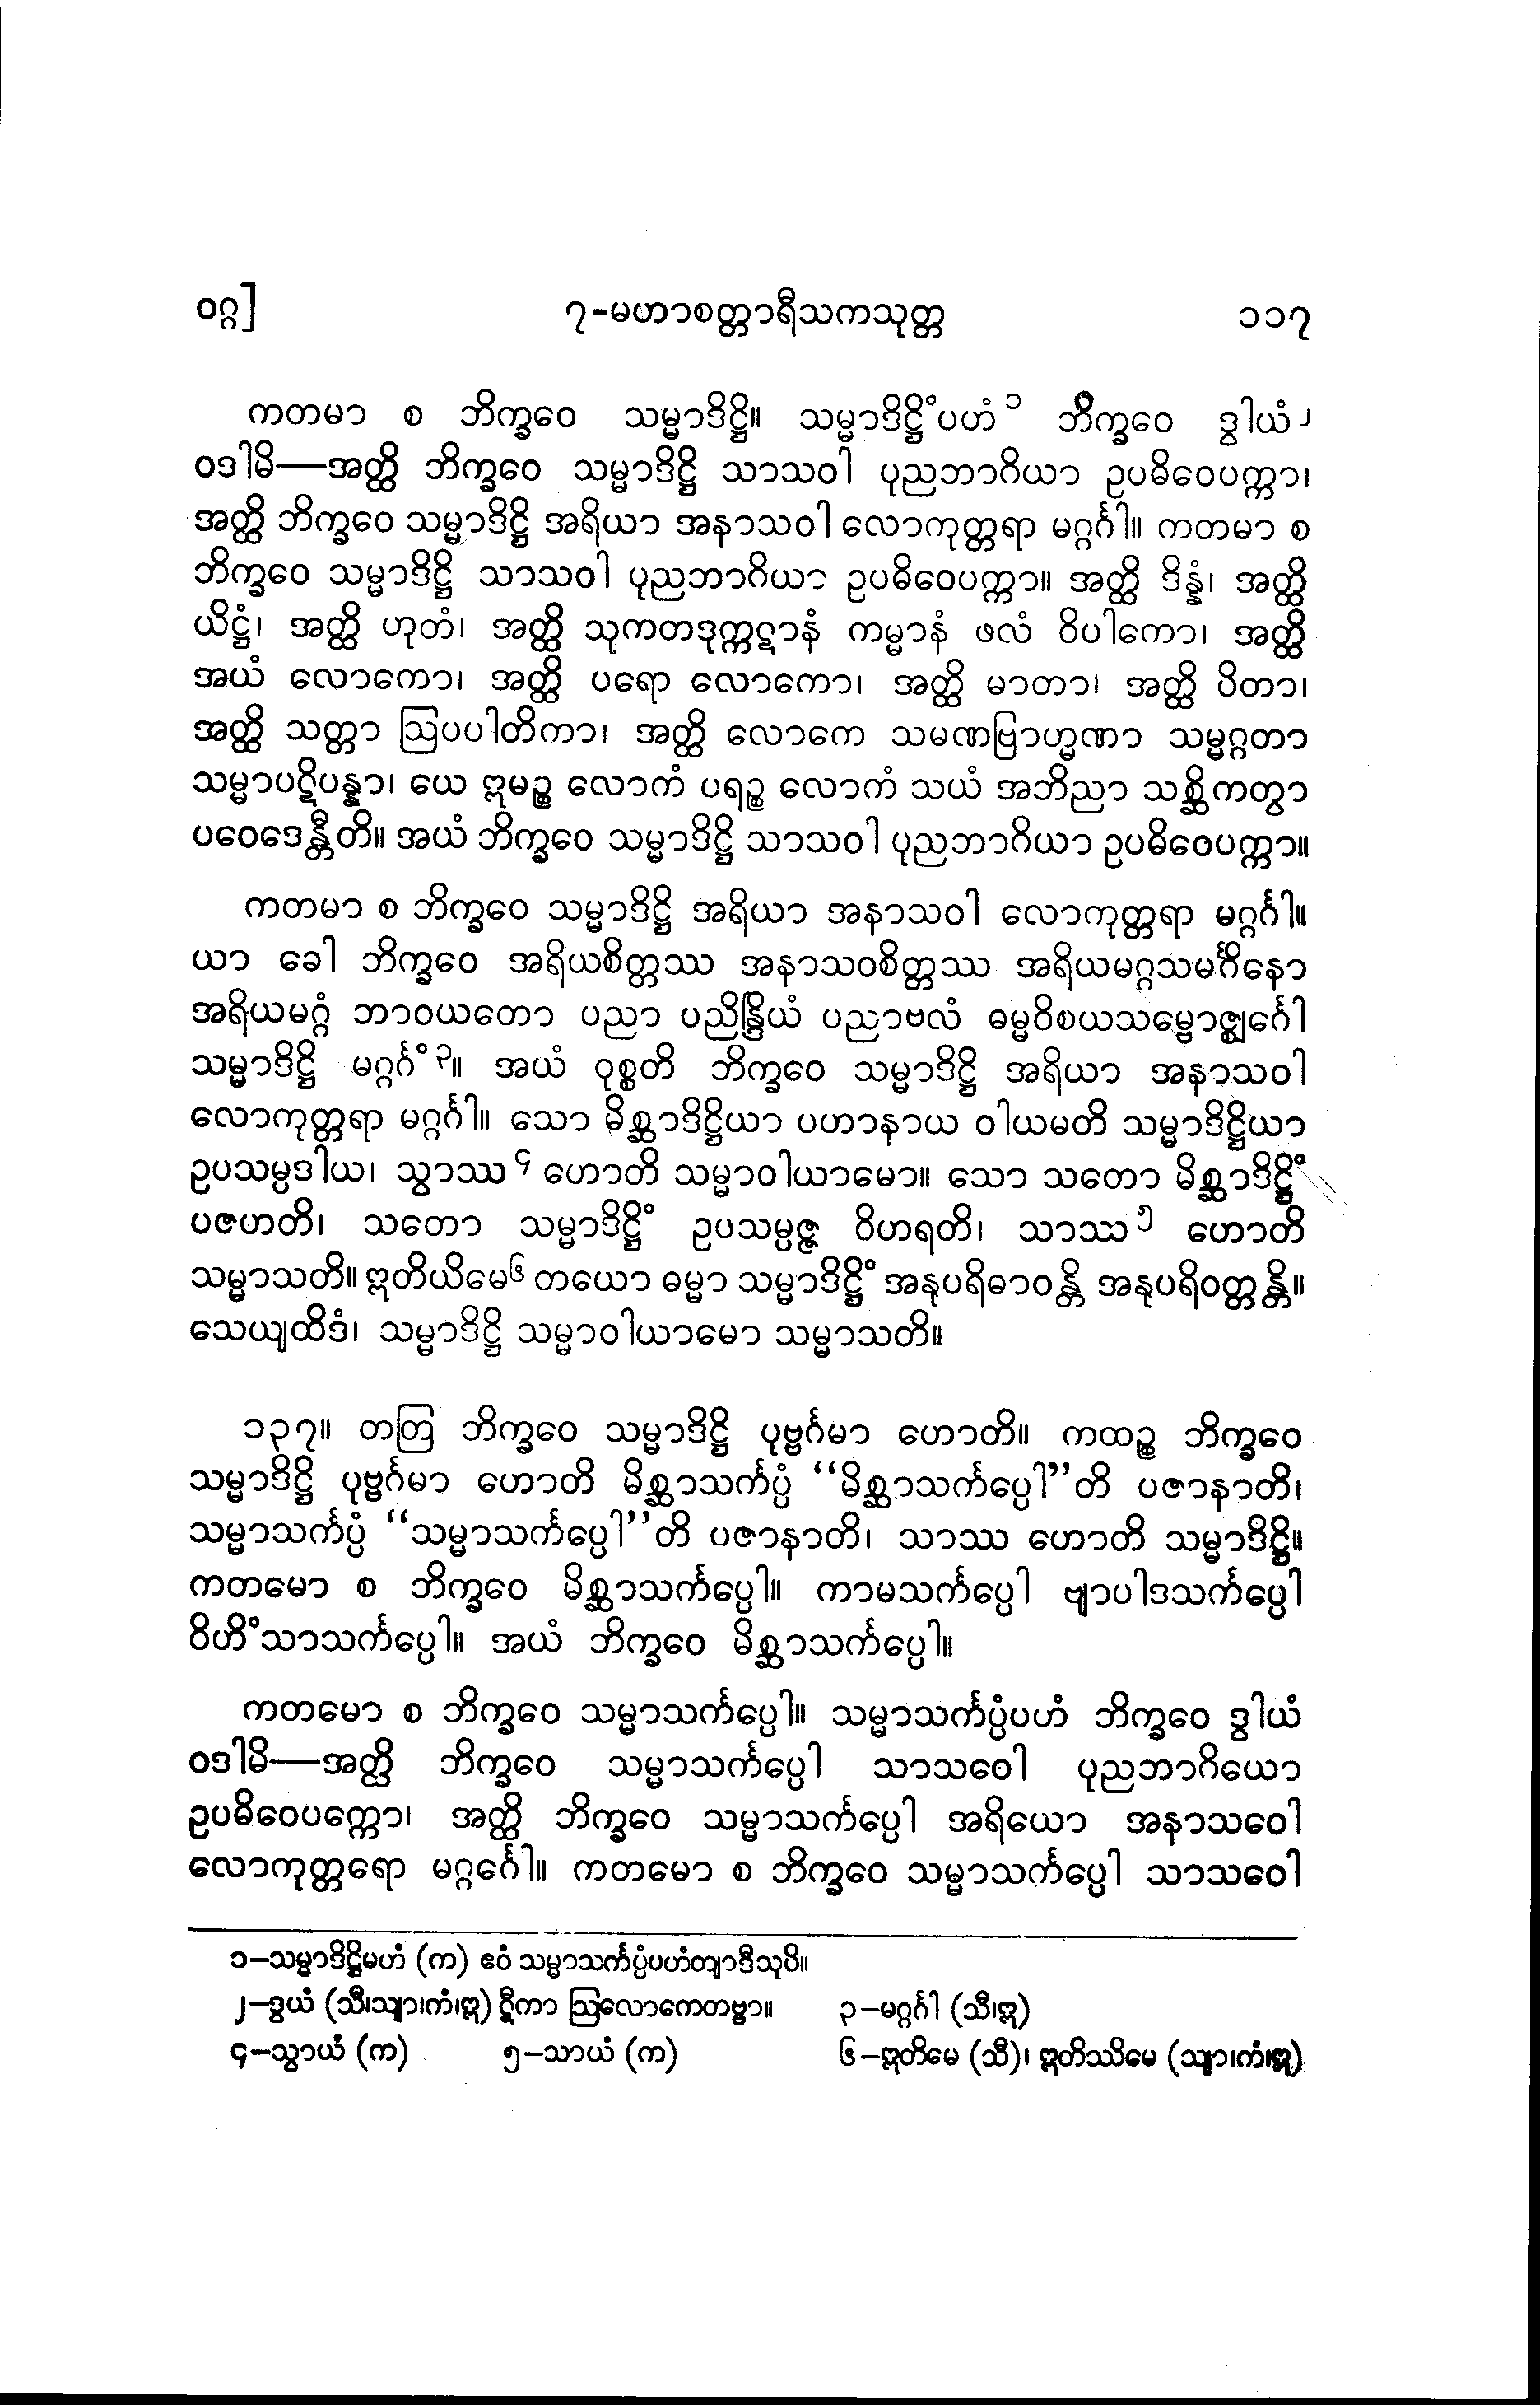 ဝဂ္ဂ] ၇-မဟာစတ္တာရီသကသုတ္တ ၁၁၇
ကတမာ စ ဘိက္ခဝေ သမ္မာဒိဋ္ဌိ။ သမ္မာဒိဋ္ဌိံပဟံ ၁ ဘိက္ခဝေ ဒွါယံ ၂
ဝဒါမိ—အတ္ထိ ဘိက္ခဝေ သမ္မာဒိဋ္ဌိ သာသဝါ ပုညဘာဂိယာ ဥပဓိဝေပက္ကာ၊
အတ္ထိ ဘိက္ခဝေ သမ္မာဒိဋ္ဌိ အရိယာ အနာသဝါ လောကုတ္တရာ မဂ္ဂင်္ဂါ။ ကတမာ စ
ဘိက္ခဝေ သမ္မာဒိဋ္ဌိ သာသဝါ ပုညဘာဂိယာ ဥပဓိဝေပက္ကာ။ အတ္ထိ ဒိန္နံ၊ အတ္ထိ
ယိဋ္ဌံ၊ အတ္ထိ ဟုတံ၊ အတ္ထိ သုကတဒုက္ကဋာနံ ကမ္မာနံ ဖလံ ဝိပါကော၊ အတ္ထိ
အယံ လောကော၊ အတ္ထိ ပရော လောကော၊ အတ္ထိ မာတာ၊ အတ္ထိ ပိတာ၊
အတ္ထိ သတ္တာ ဩပပါတိကာ၊ အတ္ထိ လောကေ သမဏဗြာဟ္မဏာ သမ္မဂ္ဂတာ
သမ္မာပဋိပန္နာ၊ ယေ ဣမဉ္စ လောကံ ပရဉ္စ လောကံ သယံ အဘိညာ သစ္ဆိကတွာ
ပဝေဒေန္တီတိ။ အယံ ဘိက္ခဝေ သမ္မာဒိဋ္ဌိ သာသဝါ ပုညဘာဂိယာ ဥပဓိဝေပက္ကာ။
ကတမာ စ ဘိက္ခဝေ သမ္မာဒိဋ္ဌိ အရိယာ အနာသဝါ လောကုတ္တရာ မဂ္ဂင်္ဂါ။
ယာ ခေါ ဘိက္ခဝေ အရိယစိတ္တဿ အနာသဝစိတ္တဿ အရိယမဂ္ဂသမင်္ဂိနော
အရိယမဂ္ဂံ ဘာဝယတော ပညာ ပညိန္ဒြိယံ ပညာဗလံ ဓမ္မဝိစယသမ္ဗောဇ္ဈင်္ဂေါ
သမ္မာဒိဋ္ဌိ မဂ္ဂင်္ဂံ ၃။ အယံ ဝုစ္စတိ ဘိက္ခဝေ သမ္မာဒိဋ္ဌိ အရိယာ အနာသဝါ
လောကုတ္တရာ မဂ္ဂင်္ဂါ။ သော မိစ္ဆာဒိဋ္ဌိယာ ပဟာနာယ ဝါယမတိ သမ္မာဒိဋ္ဌိယာ
ဥပသမ္ပဒါယ၊ သွာဿ ၄ ဟောတိ သမ္မာဝါယာမော။ သော သတော မိစ္ဆာဒိဋ္ဌိံ
ပဇဟတိ၊ သတော သမ္မာဒိဋ္ဌိံ ဥပသမ္ပဇ္ဇ ဝိဟရတိ၊ သာဿ ၅ ဟောတိ
သမ္မာသတိ။ ဣတိယိမေ ၆ တယော ဓမ္မာ သမ္မာဒိဋ္ဌိံ အနုပရိဓာဝန္တိ အနုပရိဝတ္တန္တိ။
သေယျထိဒံ၊ သမ္မာဒိဋ္ဌိ သမ္မာဝါယာမော သမ္မာသတိ။
၁၃၇။ တတြ ဘိက္ခဝေ သမ္မာဒိဋ္ဌိ ပုဗ္ဗင်္ဂမာ ဟောတိ။ ကထဉ္စ ဘိက္ခဝေ
သမ္မာဒိဋ္ဌိ ပုဗ္ဗင်္ဂမာ ဟောတိ မိစ္ဆာသင်္ကပ္ပံ “မိစ္ဆာသင်္ကပ္ပေါ”တိ ပဇာနာတိ၊
သမ္မာသင်္ကပ္ပံ “သမ္မာသင်္ကပ္ပေါ”တိ ပဇာနာတိ၊ သာဿ ဟောတိ သမ္မာဒိဋ္ဌိ။
ကတမော စ ဘိက္ခဝေ မိစ္ဆာသင်္ကပ္ပေါ။ ကာမသင်္ကပ္ပေါ ဗျာပါဒသင်္ကပ္ပေါ
ဝိဟိံသာသင်္ကပ္ပေါ။ အယံ ဘိက္ခဝေ မိစ္ဆာသင်္ကပ္ပေါ။
ကတမော စ ဘိက္ခဝေ သမ္မာသင်္ကပ္ပေါ။ သမ္မာသင်္ကပ္ပံပဟံ ဘိက္ခဝေ ဒွါယံ
ဝဒါမိ—အတ္ထိ ဘိက္ခဝေ သမ္မာသင်္ကပ္ပေါ သာသဝေါ ပုညဘာဂိယော
ဥပဓိဝေပက္ကော၊ အတ္ထိ ဘိက္ခဝေ သမ္မာသင်္ကပ္ပေါ အရိယော အနာသဝေါ
လောကုတ္တရော မဂ္ဂင်္ဂေါ။ ကတမော စ ဘိက္ခဝေ သမ္မာသင်္ကပ္ပေါ သာသဝေါ
၁–သမ္မာဒိဋ္ဌိမဟံ (က) ဧဝံ သမ္မာသင်္ကပ္ပံပဟံတျာဒီသုပိ။
၂–ဒွယံ (သီ၊သျာ၊ကံ၊ဣ) ဋီကာ ဩလောကေတဗ္ဗာ။ ၃–မဂ္ဂင်္ဂါ (သီ၊ဣ)
၄–သွာယံ (က) ၅–သာယံ (က) ၆–ဣတိမေ (သီ)၊ ဣတိဿိမေ (သျာ၊ကံ၊ဣ)